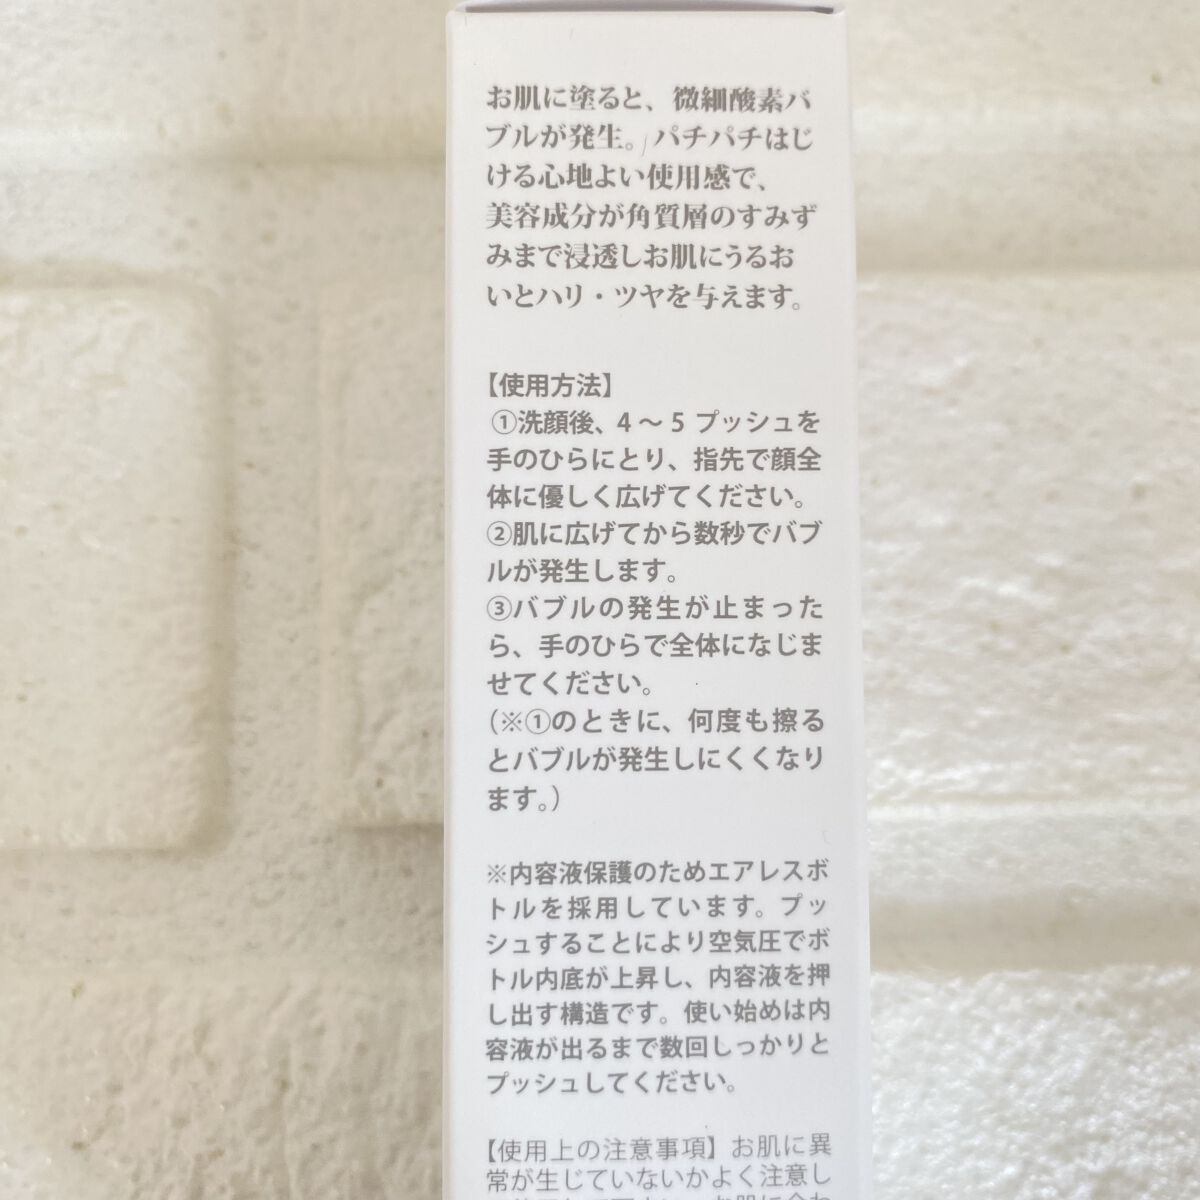 お肌に塗ると、微細酸素バ
ブルが発生。パチパチはじ
ける心地よい使用感で、
美容成分が角質層のすみず
みまで浸透しお肌にうるお
いとハリ・ツヤを与えます。
【使用方法】
①洗顔後、4～5プッシュを
手のひらにとり、指先で顔全
体に優しく広げてください。
②肌に広げてから数秒でバブ
ルが発生します。
③バブルの発生が止まった
ら、手のひらで全体になじま
せてください。
(※①のときに、何度も擦る
とバブルが発生しにくくなり
ます。)
※内容液保護のためエアレスボ
トルを採用しています。プッ
シュすることにより空気圧でボ
トル内底が上昇し、内容液を押
し出す構造です。使い始めは内
容液が出るまで数回しっかりと
プッシュしてください。
【使用上の注意事項】お肌に異
常が生じていないかよく注意し